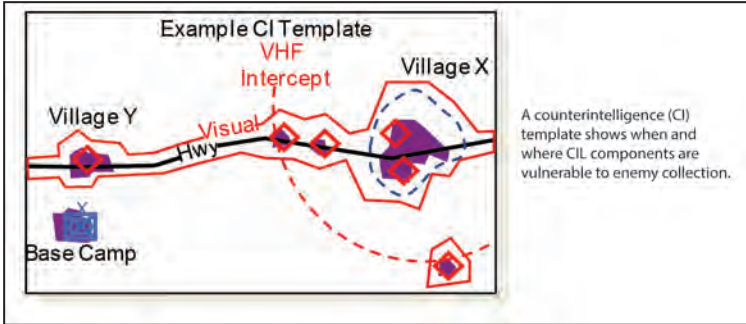 Example CI Template
VHF
Intercept
Village X
Village Y
Visual
Hwy
Base Camp
A counterintelligence (CI)
template shows when and
where CIL components are
vulnerable to enemy collection.